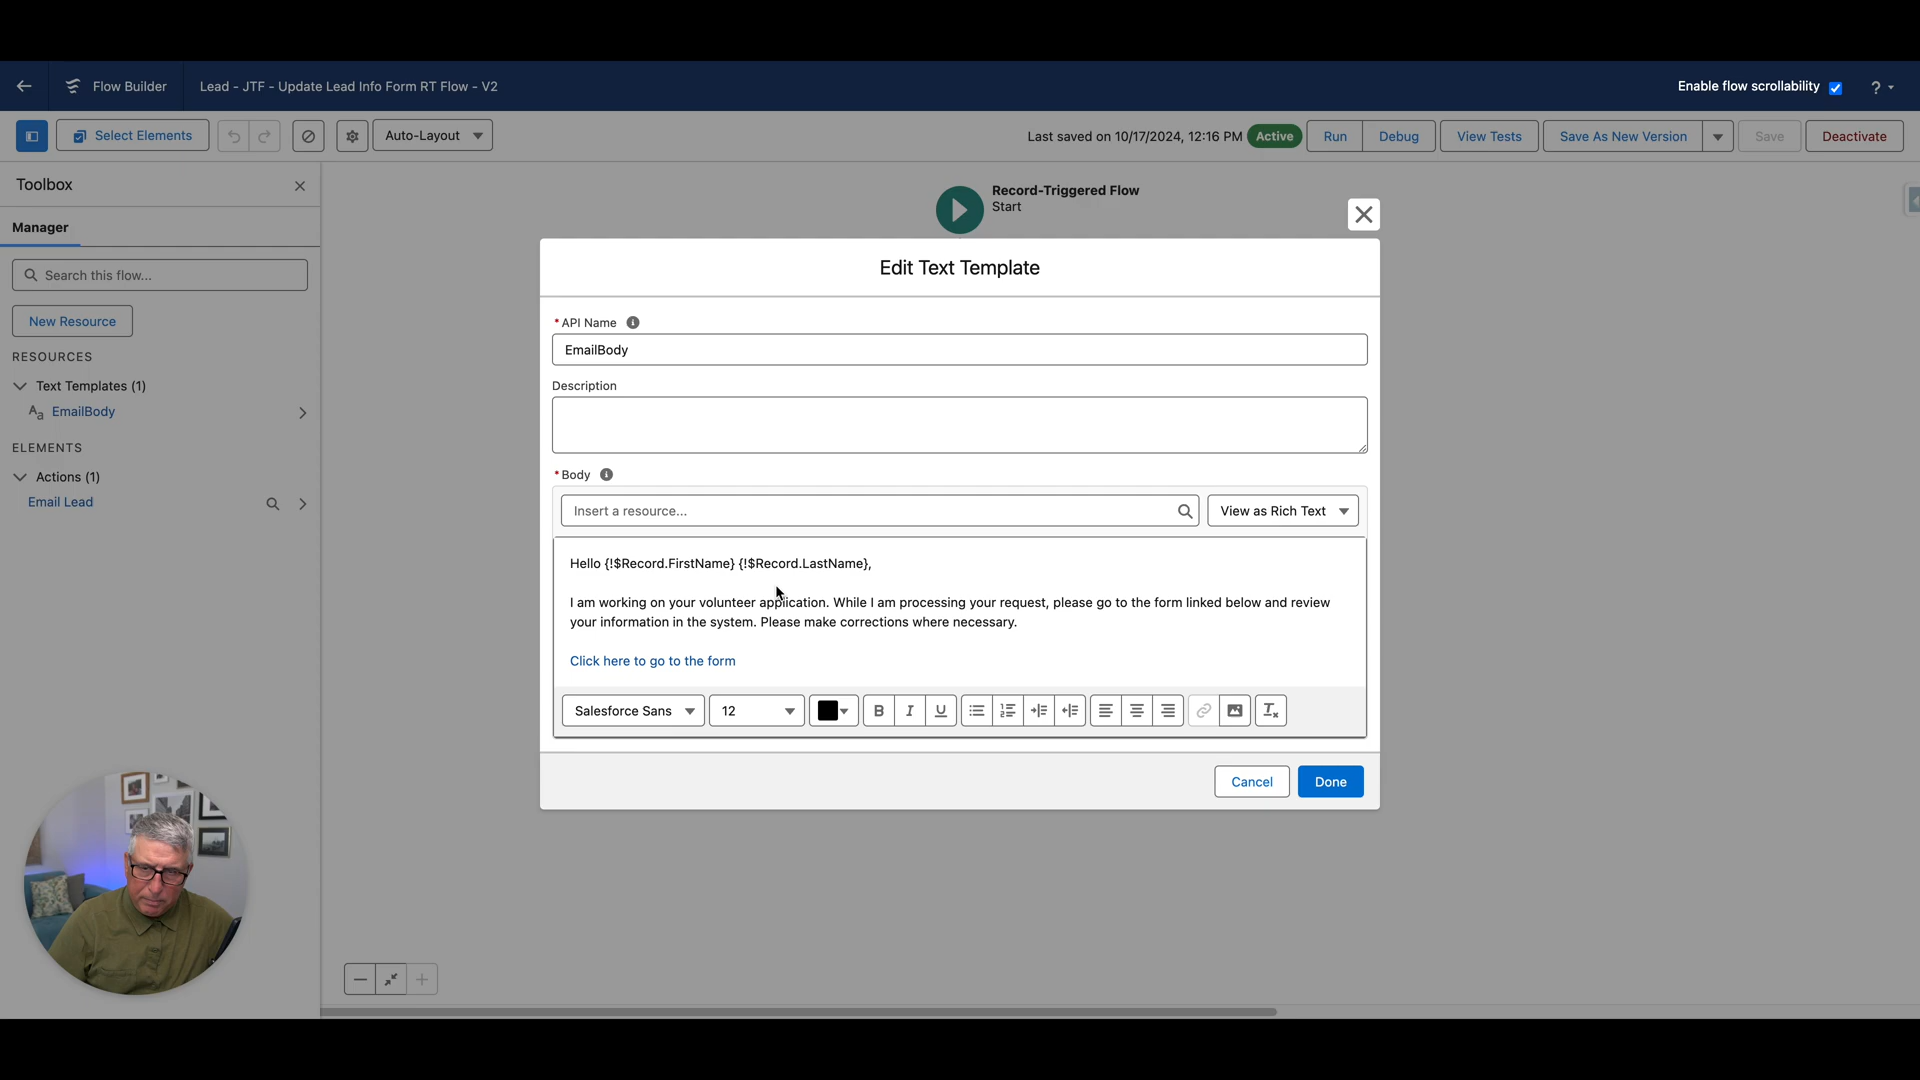 Flow Builder
Lead - JTF - Update Lead Info Form RT Flow - V2
Enable flow scrollability
?
Select Elements
Auto-Layout
Last saved on 10/17/2024, 12:16 PM
Active
Run
Debug
View Tests
Save As New Version
Save
Deactivate
Toolbox
Manager
Search this flow...
New Resource
RESOURCES
Text Templates (1)
Aa EmailBody
ELEMENTS
Actions (1)
Email Lead
Record-Triggered Flow
Start
Edit Text Template
*API Name
EmailBody
Description
*Body
Insert a resource...
View as Rich Text
Hello {!$Record.FirstName} {!$Record.LastName},
I am working on your volunteer application. While I am processing your request, please go to the form linked below and review
your information in the system. Please make corrections where necessary.
Click here to go to the form
Salesforce Sans
12
B
I
U
Cancel
Done